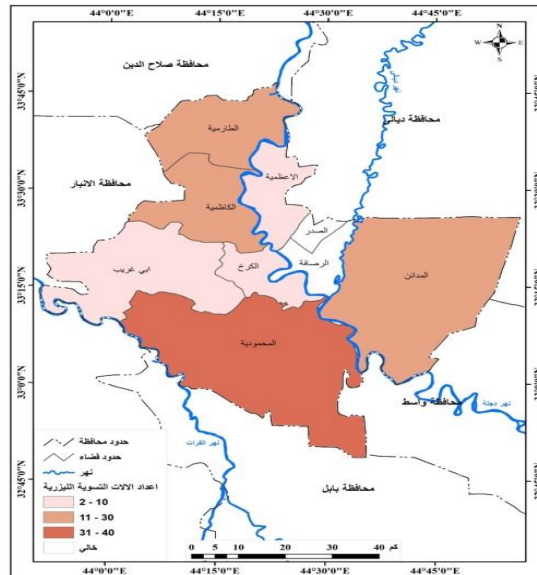 44°0'0"E 44°15'0"E 44°30'0"E 44°45'0"E
N
W E
S
محافظة صلاح الدين
33°45'0"N
نهر ديالى
محافظة ديالى
الطارمية
محافظة الانبار
33°30'0"N
الاعظمية
الكاظمية
الصدر
الرصافة
المدائن
ابي غريب
الكرخ
33°15'0"N
المحمودية
33°0'0"N
محافظة واسط
نهر دجلة
نهر الفرات
محافظة بابل
32°45'0"N
حدود محافظة
حدود قضاء
نهر
اعداد الالات التسوية الليزرية
2 - 10
11 - 30
31 - 40
خالي
0 5 10 20 30 40 كم
44°0'0"E 44°15'0"E 44°30'0"E 44°45'0"E